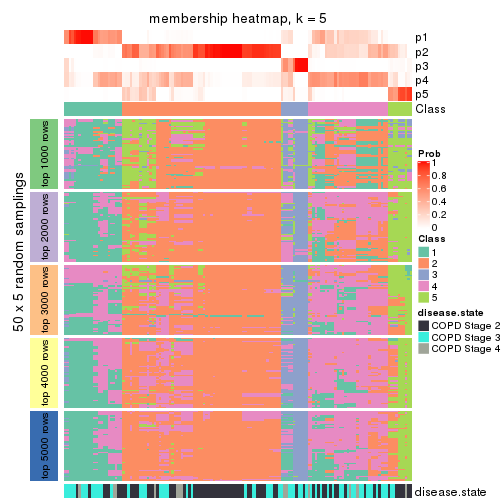 membership heatmap, k = 5
p1
p2
p3
p4
p5
Class
50 x 5 random samplings
top 1000 rows
top 2000 rows
top 3000 rows
top 4000 rows
top 5000 rows
disease.state
Prob
1
0.8
0.6
0.4
0.2
0
Class
1
2
3
4
5
disease.state
COPD Stage 2
COPD Stage 3
COPD Stage 4